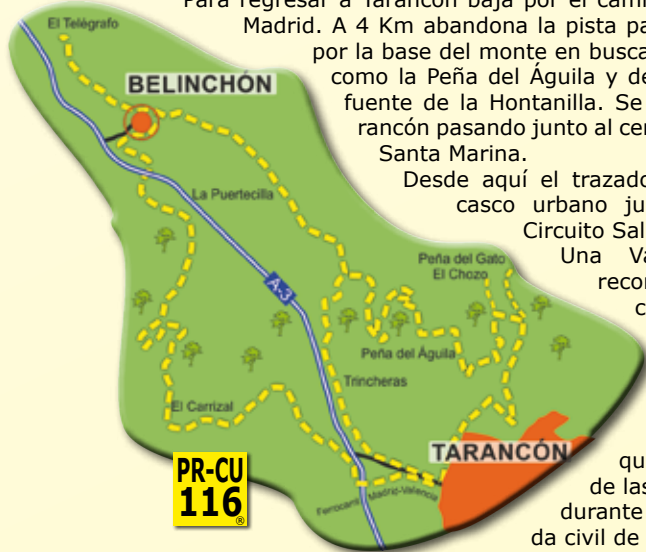 Para regresar a Tarancón baja por el cami
Madrid. A 4 Km abandona la pista pa
por la base del monte en busca
como la Peña del Águila y de
fuente de la Hontanilla. Se
rancón pasando junto al cer
Santa Marina.
Desde aquí el trazado
casco urbano ju
Circuito Sal
Una Va
recor
c
qu
de las
durante
da civil de
El Telégrafo
BELINCHÓN
La Puertecilla
A-3
Peña del Gato
El Chozo
Peña del Águila
Trincheras
El Carrizal
TARANCÓN
Ferrocarril Madrid-Valencia
PR-CU
116
®